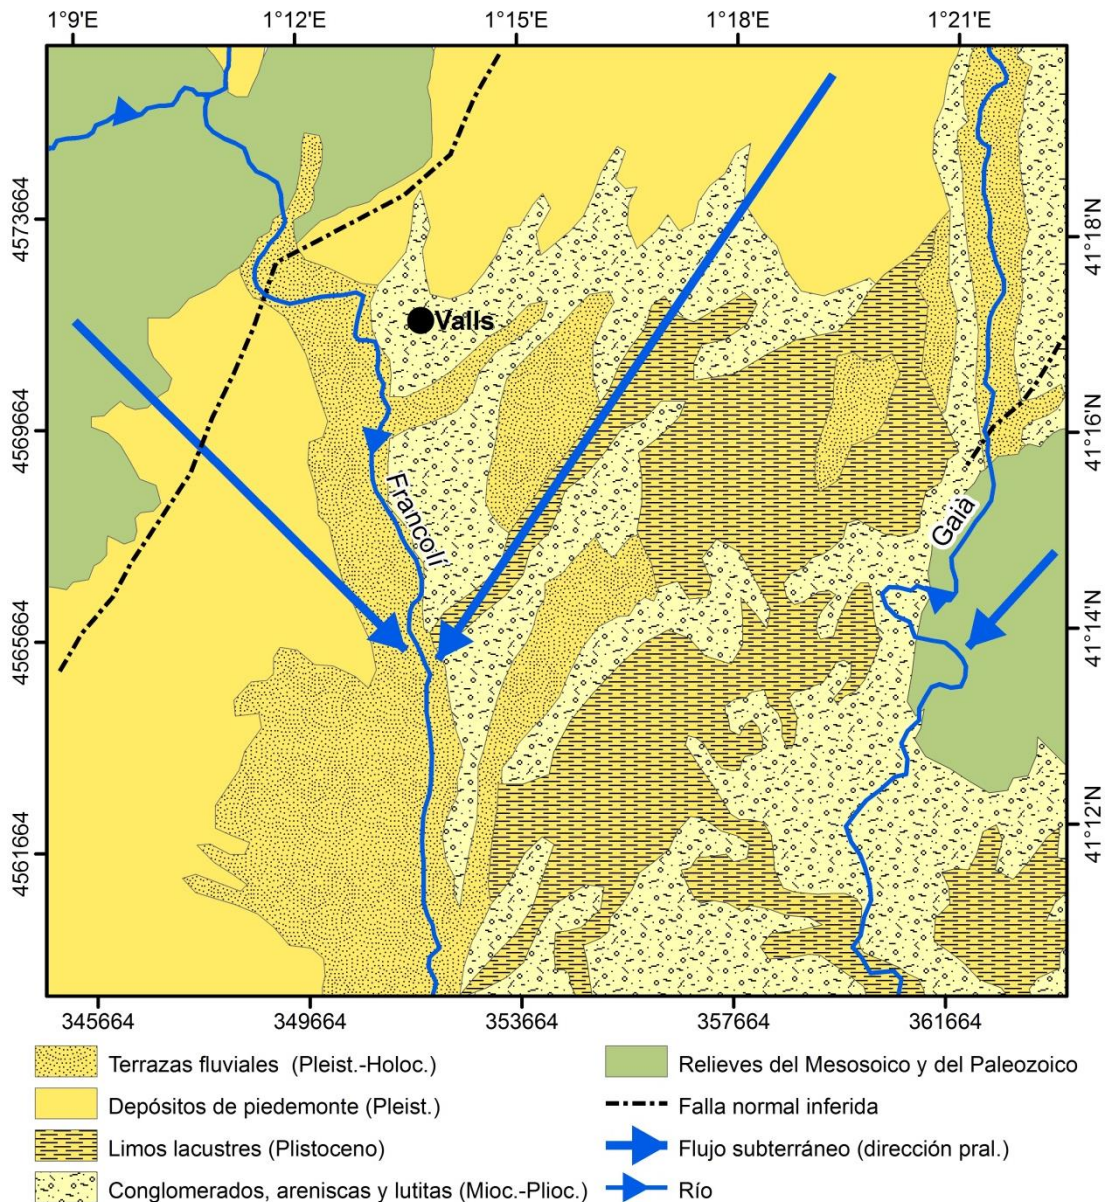 1°9'E 1°12'E 1°15'E 1°18'E 1°21'E
4573664
4569664
4565664
4561664
41°18'N
41°16'N
41°14'N
41°12'N
Valls
Francolí
Gaià
345664 349664 353664 357664 361664
Terrazas fluviales (Pleist.-Holoc.)
Depósitos de piedemonte (Pleist.)
Limos lacustres (Plistoceno)
Conglomerados, areniscas y lutitas (Mioc.-Plioc.)
Relieves del Mesosoico y del Paleozoico
Falla normal inferida
Flujo subterráneo (dirección pral.)
Río